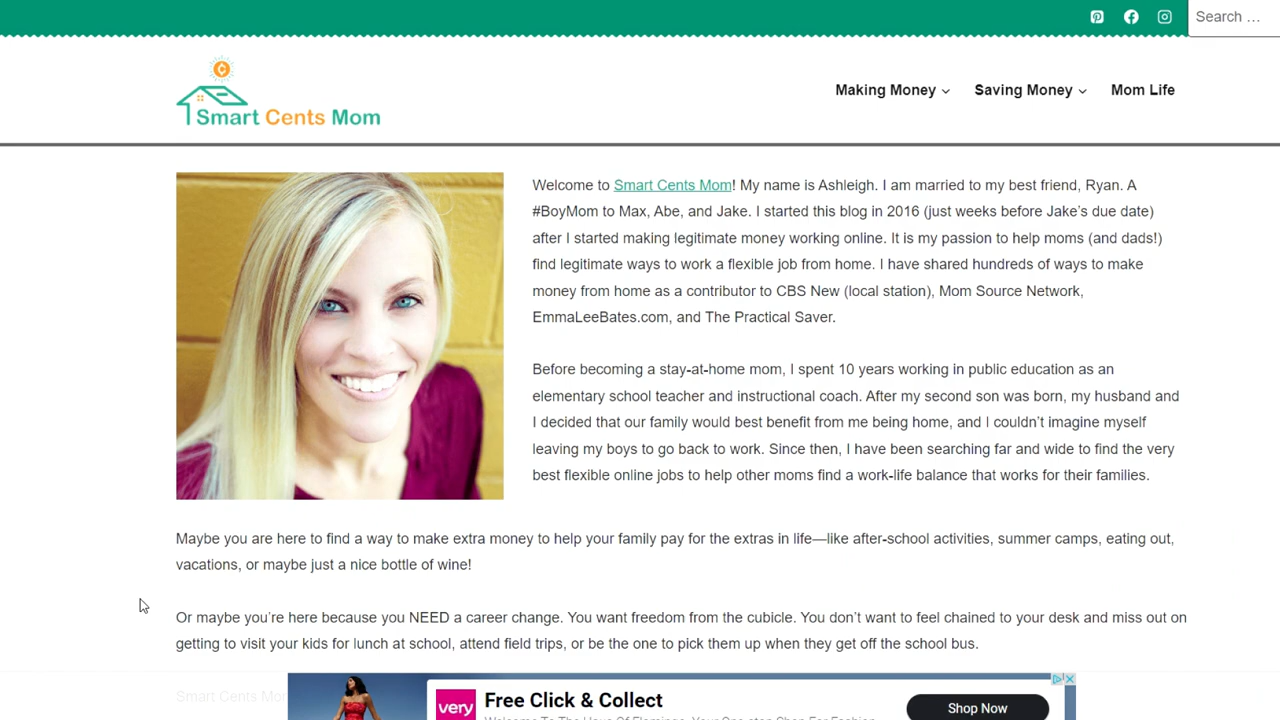 Search …
Smart Cents Mom
Making Money
Saving Money
Mom Life
Welcome to Smart Cents Mom! My name is Ashleigh. I am married to my best friend, Ryan. A
#BoyMom to Max, Abe, and Jake. I started this blog in 2016 (just weeks before Jake’s due date)
after I started making legitimate money working online. It is my passion to help moms (and dads!)
find legitimate ways to work a flexible job from home. I have shared hundreds of ways to make
money from home as a contributor to CBS New (local station), Mom Source Network,
EmmaLeeBates.com, and The Practical Saver.
Before becoming a stay-at-home mom, I spent 10 years working in public education as an
elementary school teacher and instructional coach. After my second son was born, my husband and
I decided that our family would best benefit from me being home, and I couldn’t imagine myself
leaving my boys to go back to work. Since then, I have been searching far and wide to find the very
best flexible online jobs to help other moms find a work-life balance that works for their families.
Maybe you are here to find a way to make extra money to help your family pay for the extras in life—like after-school activities, summer camps, eating out,
vacations, or maybe just a nice bottle of wine!
Or maybe you’re here because you NEED a career change. You want freedom from the cubicle. You don’t want to feel chained to your desk and miss out on
getting to visit your kids for lunch at school, attend field trips, or be the one to pick them up when they get off the school bus.
Smart Cents Mo
very
Free Click & Collect
Shop Now